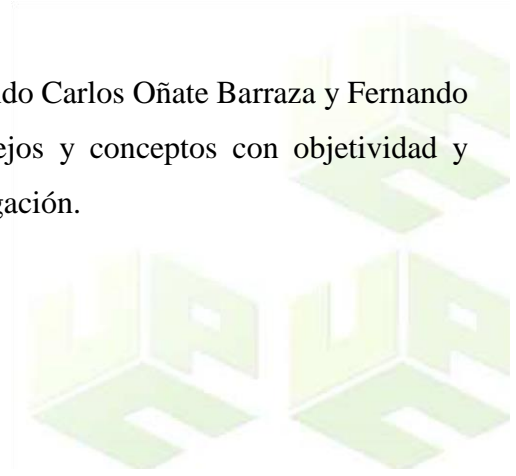 do Carlos Oñate Barraza y Fernando
ejos y conceptos con objetividad y
gación.